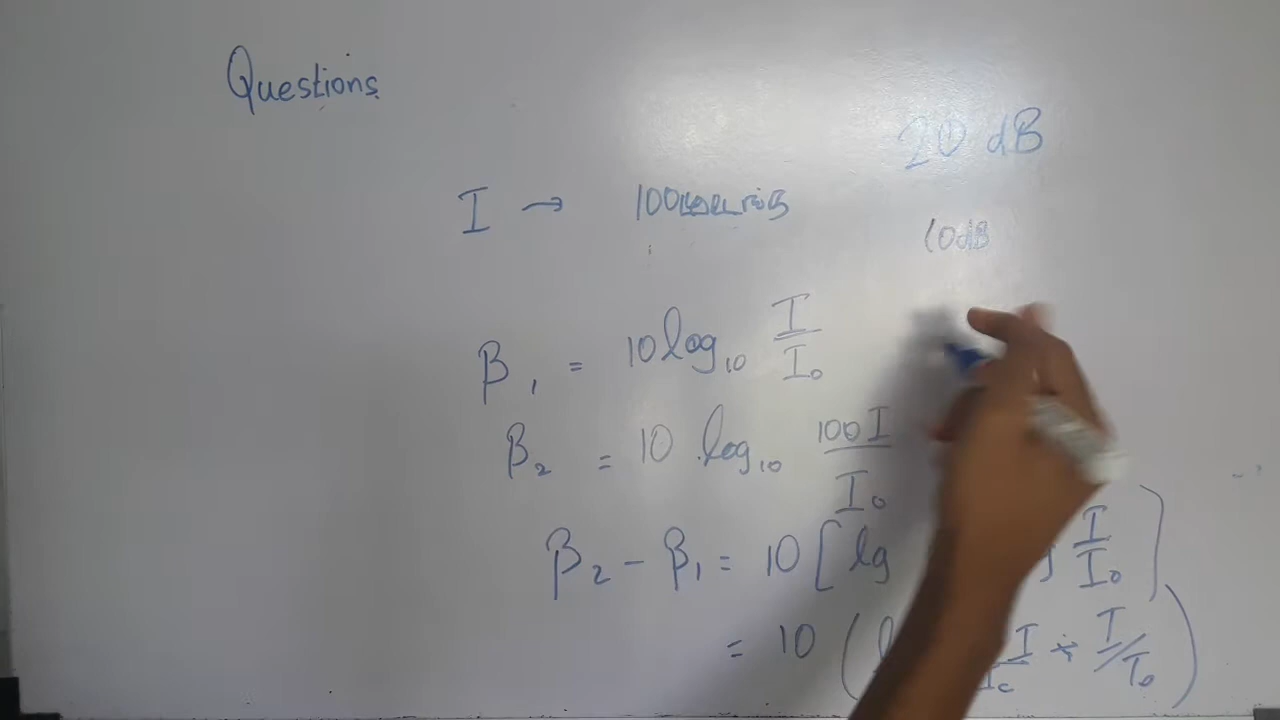 Questions
20 dB
I → 100
10dB
β₁ = 10 log₁₀ I/I₀
β₂ = 10 log₁₀ 100I/I₀
β₂ - β₁ = 10 [ lg I/I₀ ]
= 10 ( I ÷ I/I₀ )